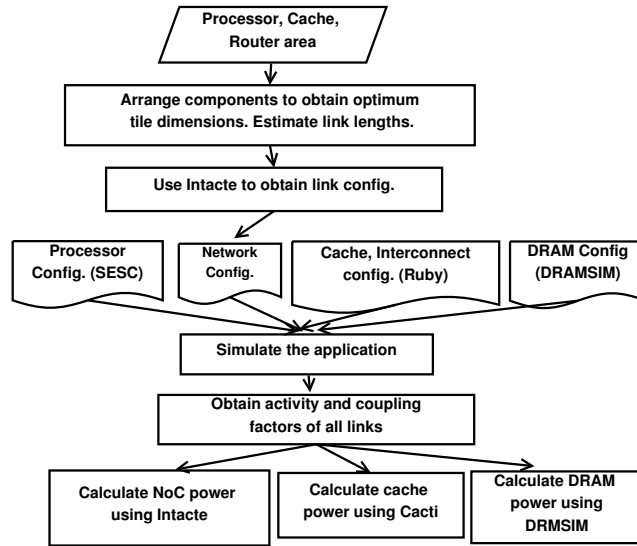 Processor, Cache,
Router area
Arrange components to obtain optimum
tile dimensions. Estimate link lengths.
Use Intacte to obtain link config.
Processor
Config. (SESC)
Network
Config.
Cache, Interconnect
config. (Ruby)
DRAM Config
(DRAMSIM)
Simulate the application
Obtain activity and coupling
factors of all links
Calculate NoC power
using Intacte
Calculate cache
power using Cacti
Calculate DRAM
power using
DRMSIM